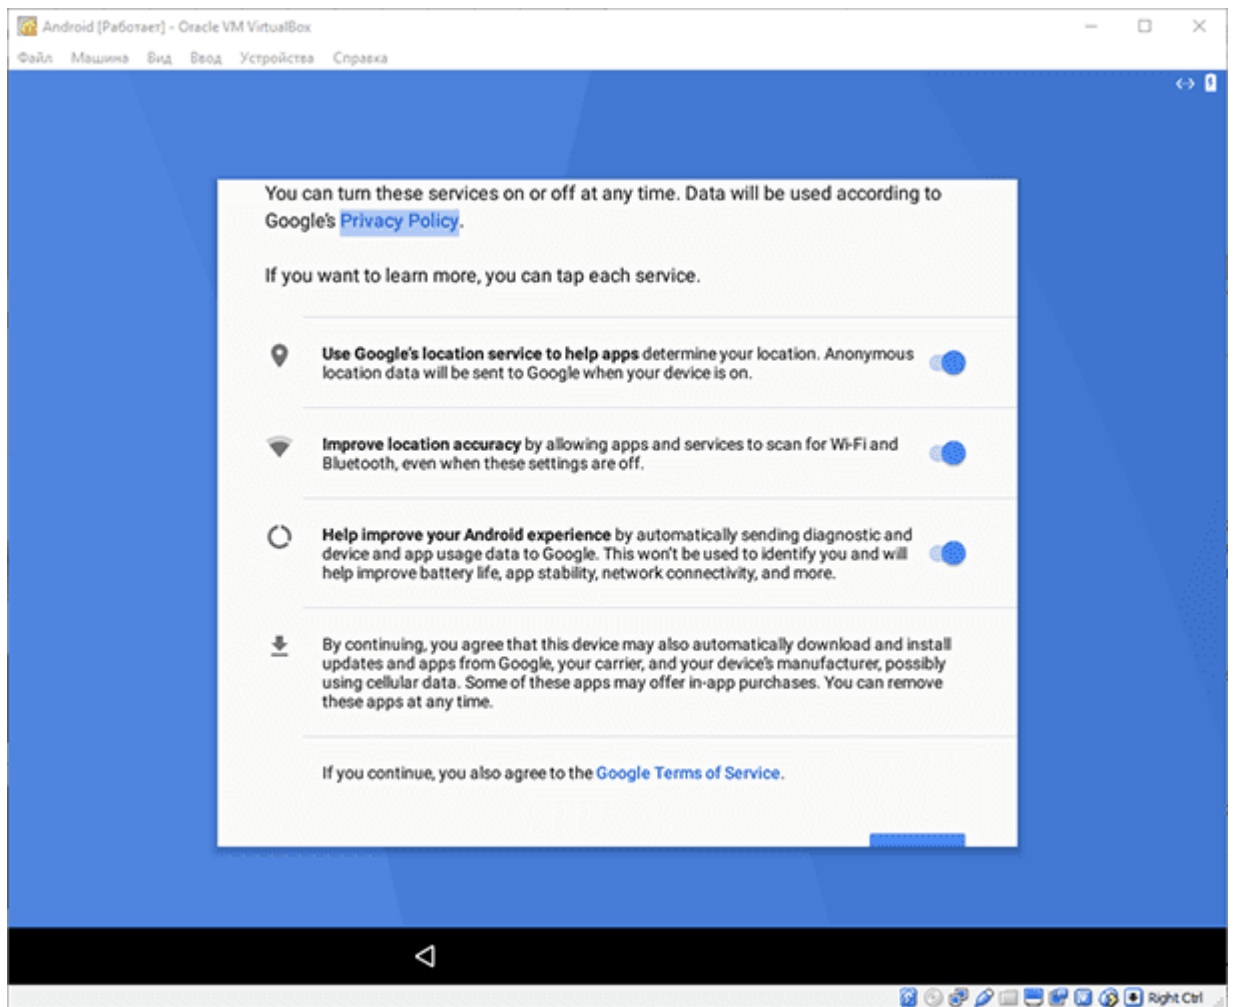 Android [Работает] - Oracle VM VirtualBox
Файл Машина Вид Ввод Устройства Справка
You can turn these services on or off at any time. Data will be used according to
Google's Privacy Policy.
If you want to learn more, you can tap each service.
Use Google's location service to help apps determine your location. Anonymous
location data will be sent to Google when your device is on.
Improve location accuracy by allowing apps and services to scan for Wi-Fi and
Bluetooth, even when these settings are off.
Help improve your Android experience by automatically sending diagnostic and
device and app usage data to Google. This won't be used to identify you and will
help improve battery life, app stability, network connectivity, and more.
By continuing, you agree that this device may also automatically download and install
updates and apps from Google, your carrier, and your device's manufacturer, possibly
using cellular data. Some of these apps may offer in-app purchases. You can remove
these apps at any time.
If you continue, you also agree to the Google Terms of Service.
Right Ctrl